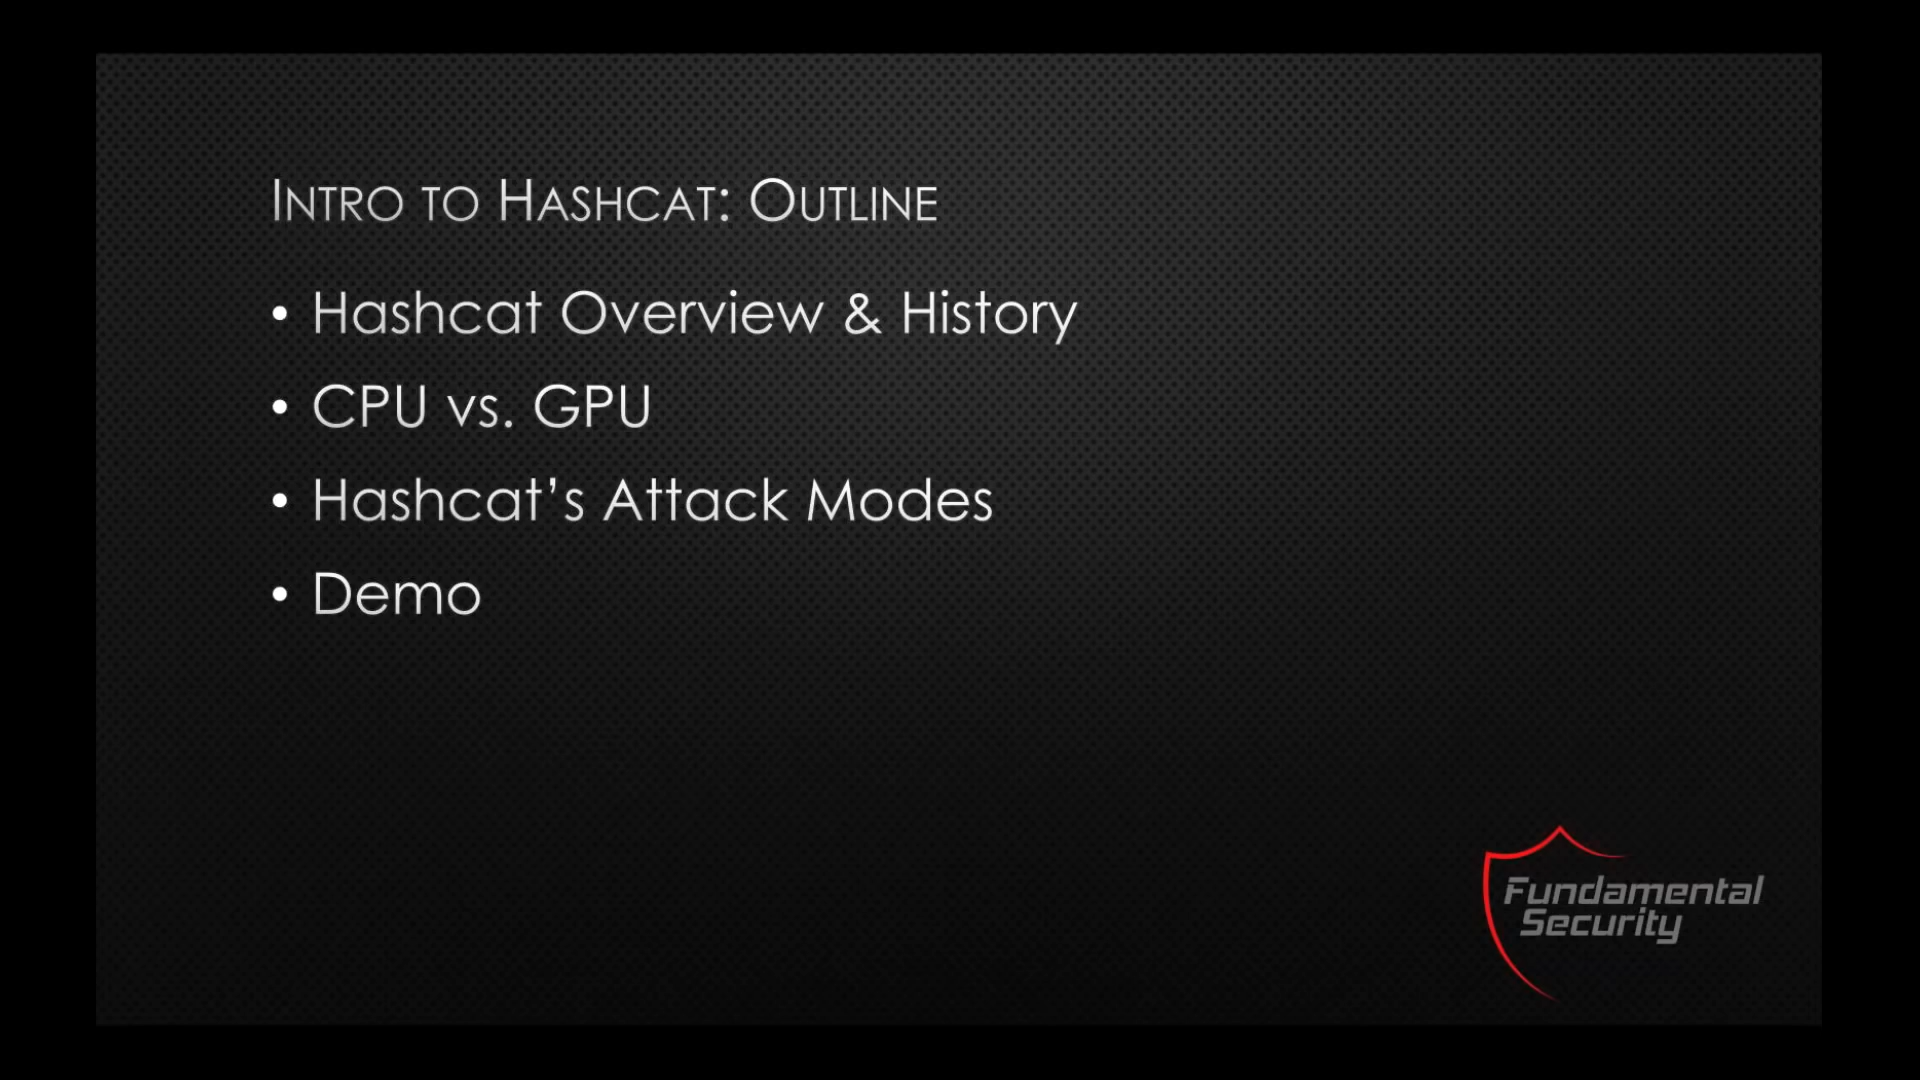 Intro to Hashcat: Outline
• Hashcat Overview & History
• CPU vs. GPU
• Hashcat’s Attack Modes
• Demo
Fundamental
Security